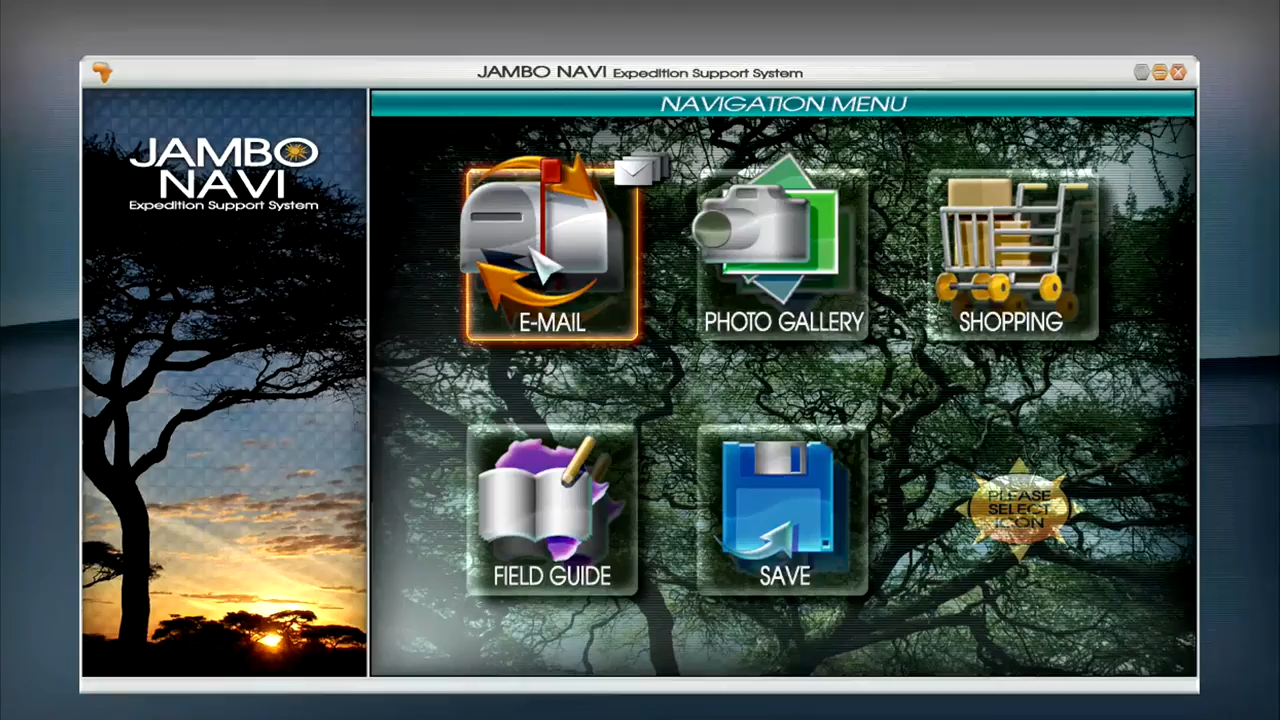 JAMBO NAVI Expedition Support System
NAVIGATION MENU
JAMBO
NAVI
Expedition Support System
E-MAIL
PHOTO GALLERY
SHOPPING
FIELD GUIDE
SAVE
PLEASE
SELECT
ICON